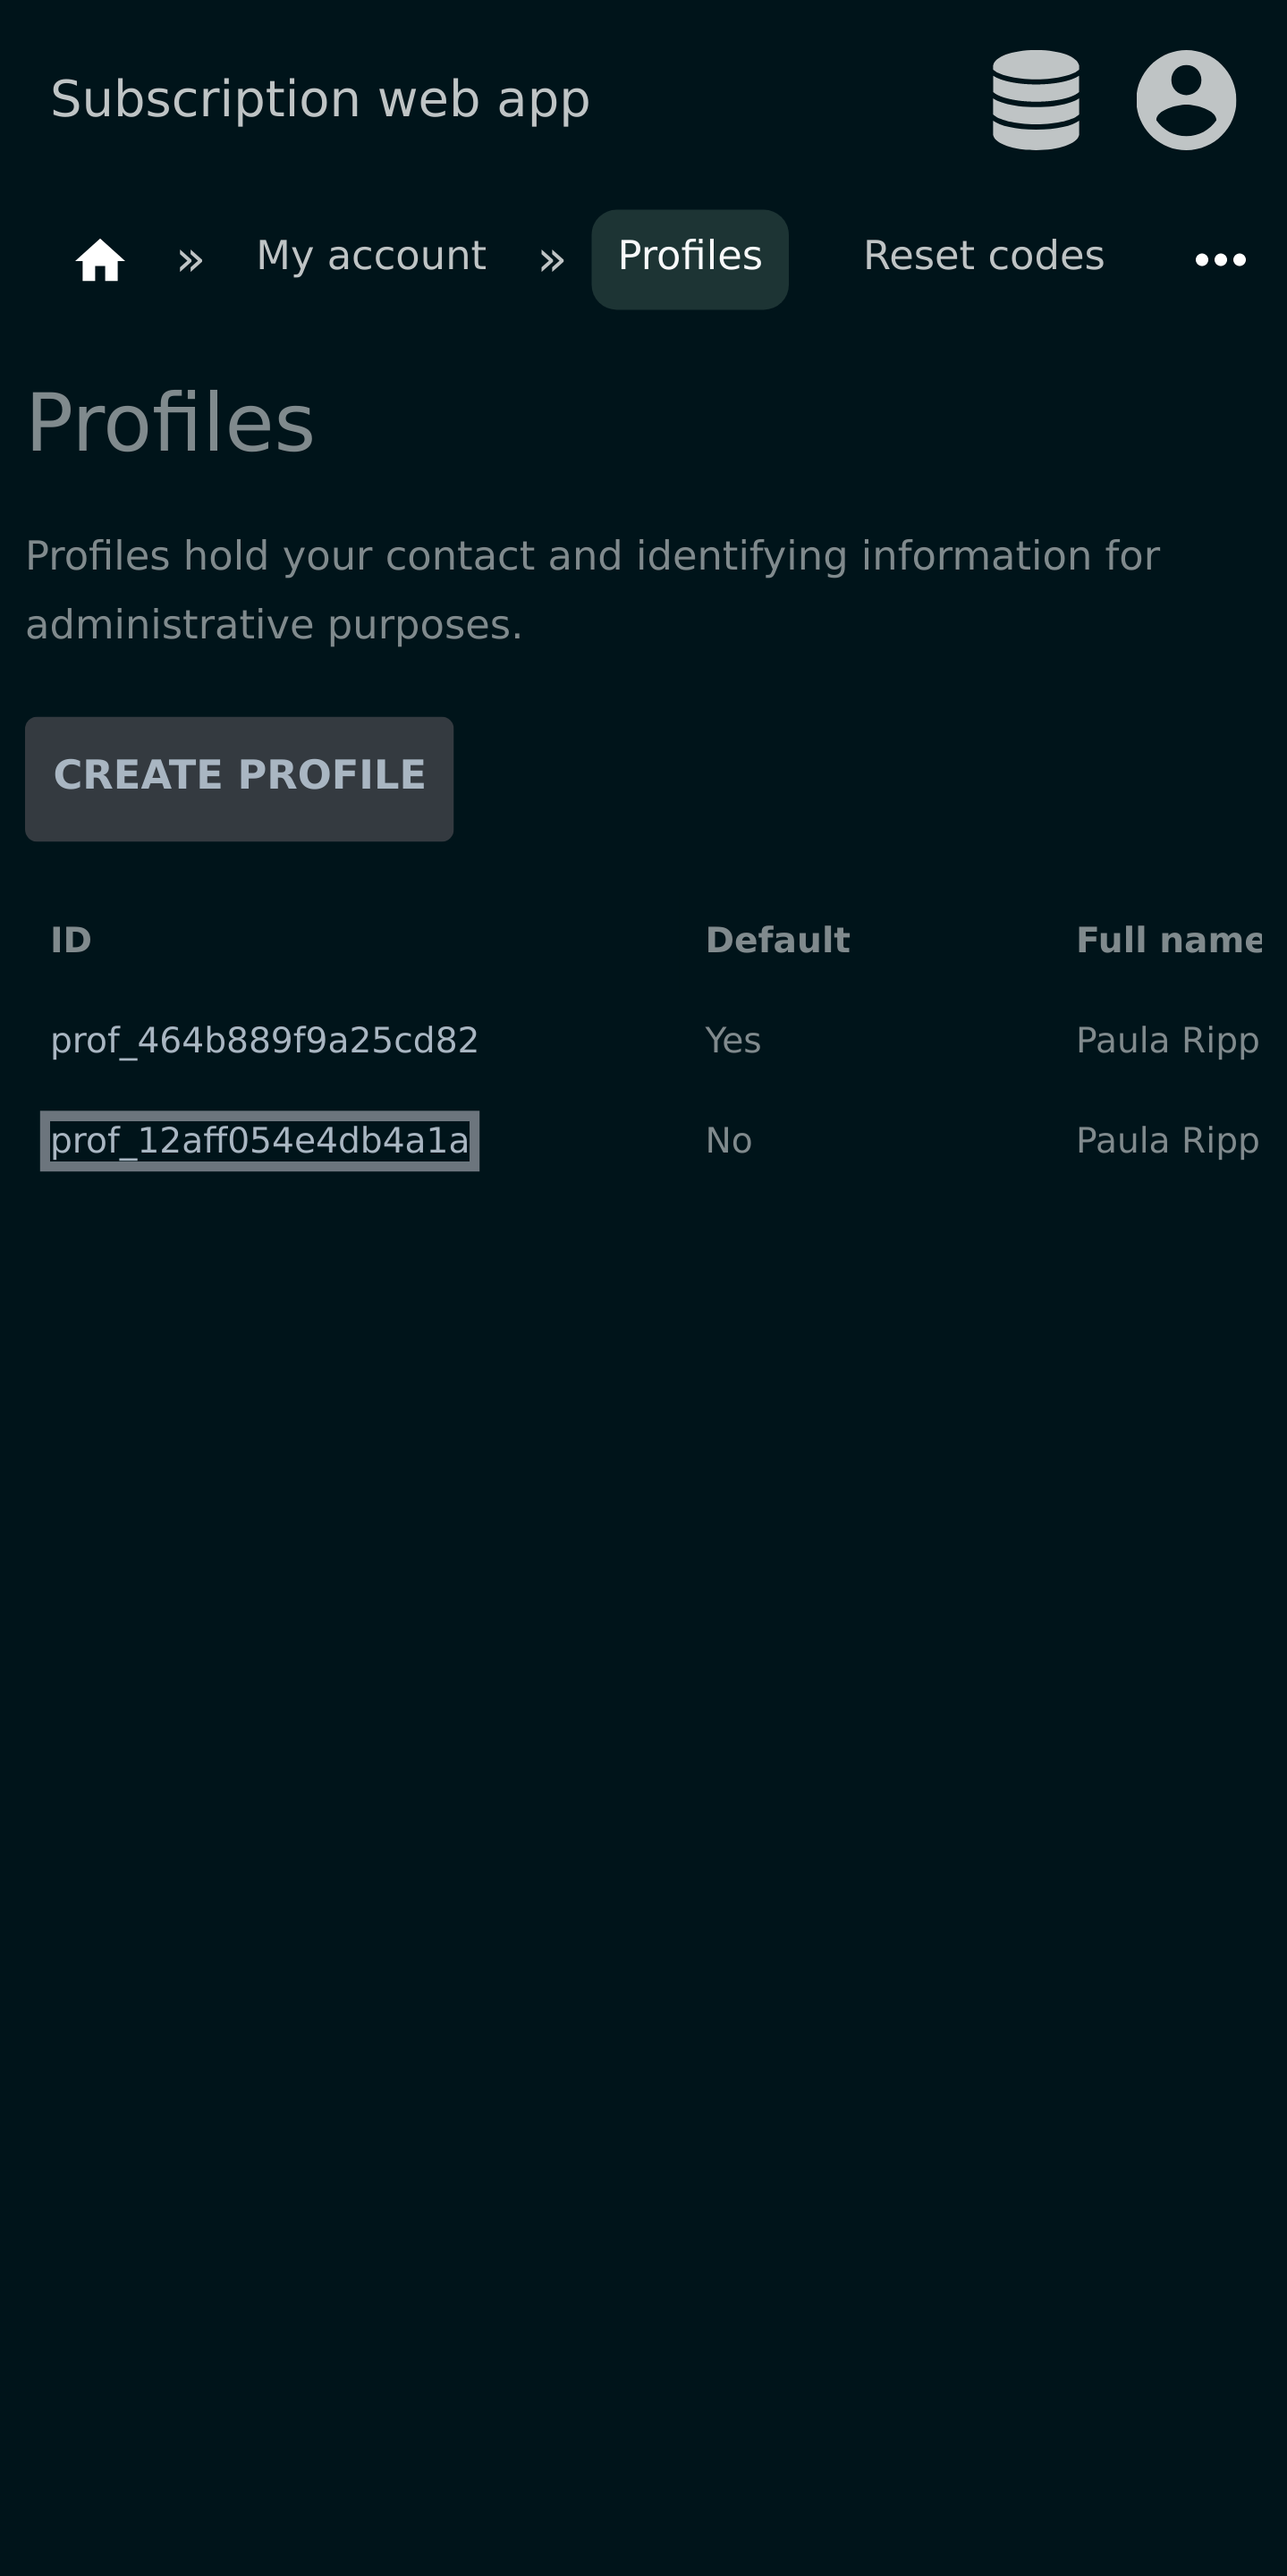 Subscription web app
» My account » Profiles Reset codes
Profiles
Profiles hold your contact and identifying information for
administrative purposes.
CREATE PROFILE
ID Default Full name
prof_464b889f9a25cd82 Yes Paula Ripp
prof_12aff054e4db4a1a No Paula Ripp